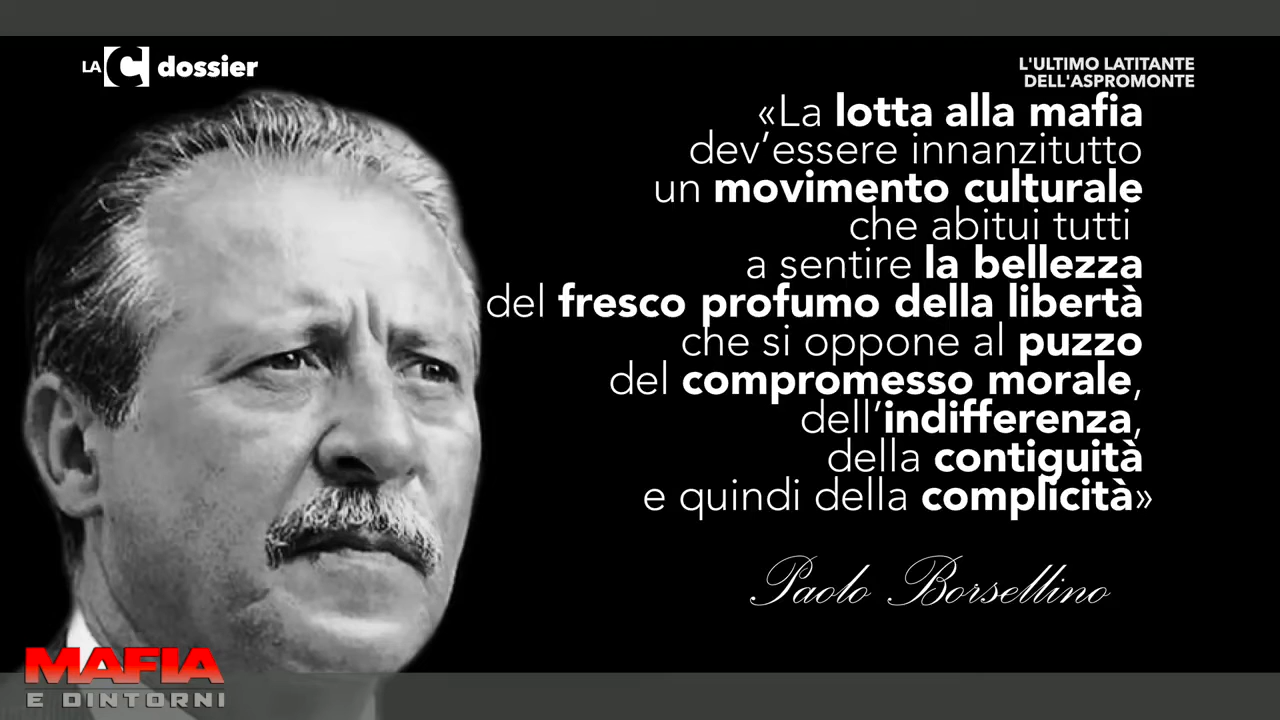 LA C dossier
L'ULTIMO LATITANTE
DELL'ASPROMONTE
«La lotta alla mafia
dev'essere innanzitutto
un movimento culturale
che abitui tutti
a sentire la bellezza
del fresco profumo della libertà
che si oppone al puzzo
del compromesso morale,
dell'indifferenza,
della contiguità
e quindi della complicità»
Paolo Borsellino
MAFIA
E DINTORNI